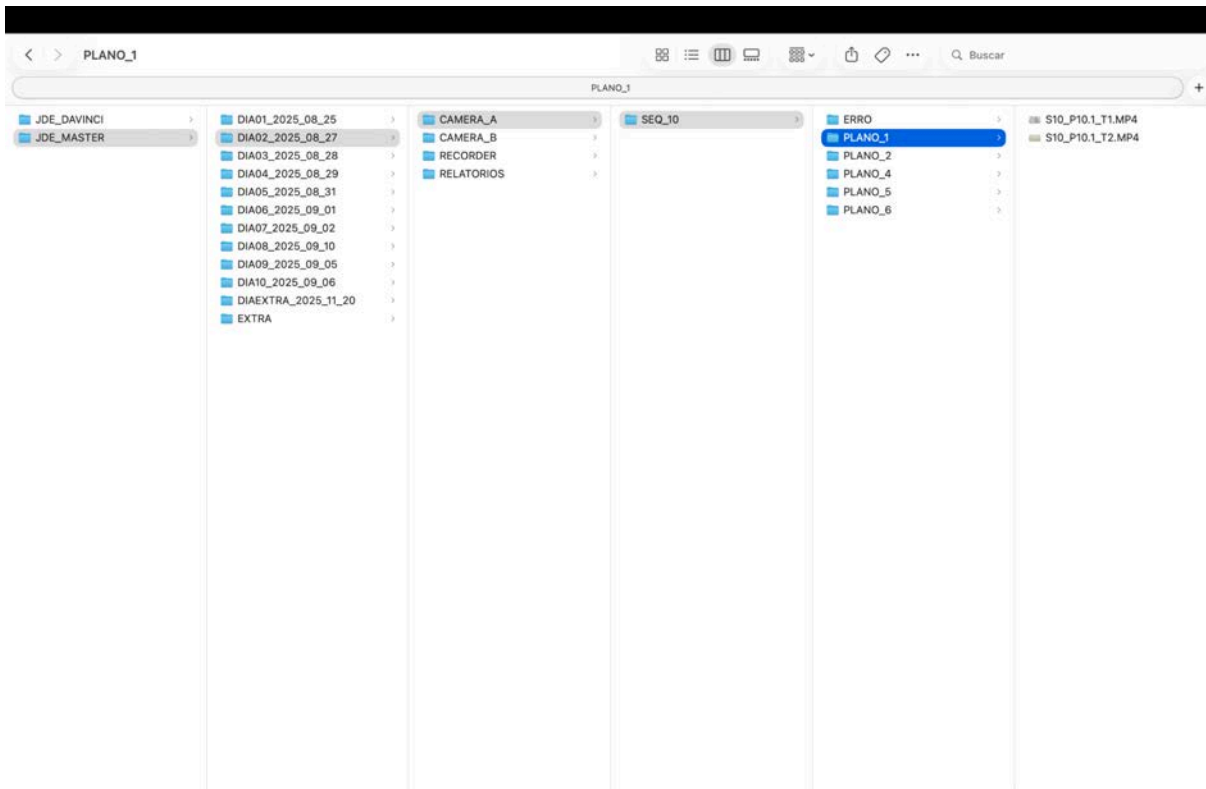 PLANO_1
Buscar
PLANO_1
+
JDE_DAVINCI
JDE_MASTER
DIA01_2025_08_25
DIA02_2025_08_27
DIA03_2025_08_28
DIA04_2025_08_29
DIA05_2025_08_31
DIA06_2025_09_01
DIA07_2025_09_02
DIA08_2025_09_10
DIA09_2025_09_05
DIA10_2025_09_06
DIAEXTRA_2025_11_20
EXTRA
CAMERA_A
CAMERA_B
RECORDER
RELATORIOS
SEQ_10
ERRO
PLANO_1
PLANO_2
PLANO_4
PLANO_5
PLANO_6
S10_P10.1_T1.MP4
S10_P10.1_T2.MP4